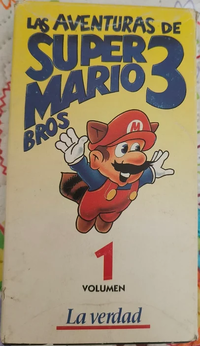 LAS AVENTURAS DE
SUPER
MARIO 3
BROS
M
1
VOLUMEN
La verdad